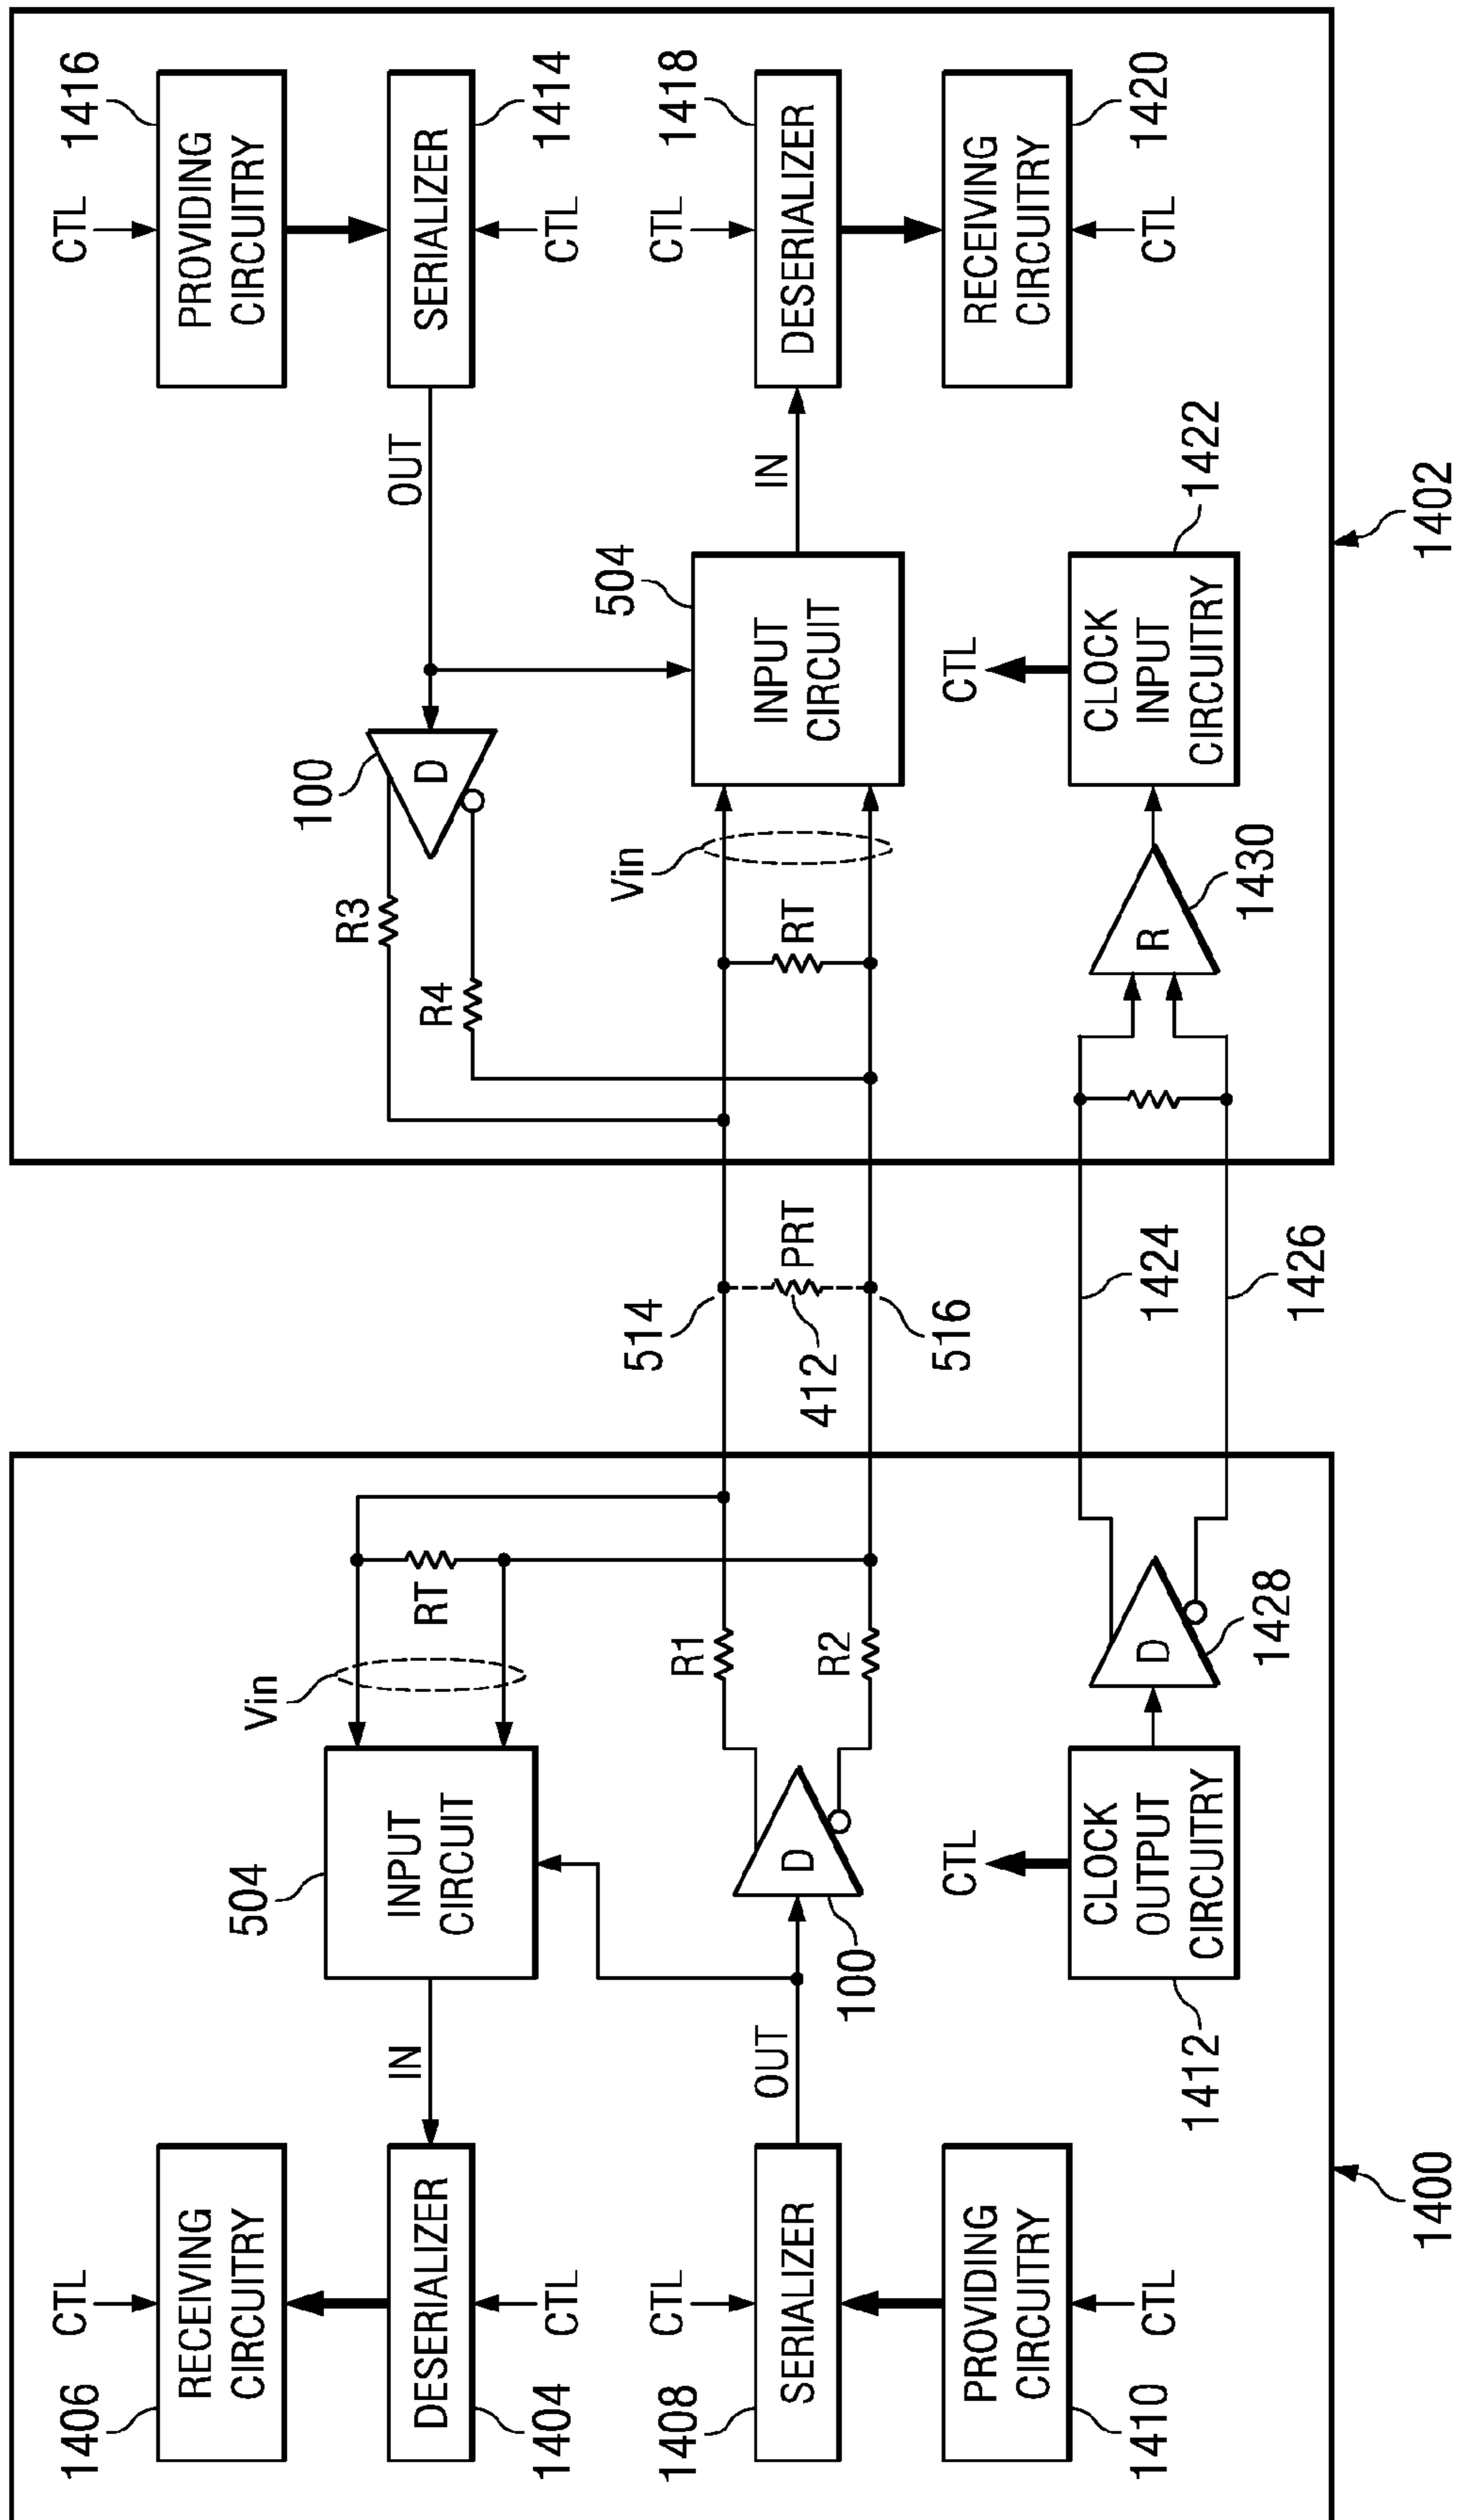 1406
CTL
RECEIVING
CIRCUITRY
504
INPUT
CIRCUIT
Vin
RT
IN
DESERIALIZER
1404
CTL
1408
CTL
SERIALIZER
OUT
D
100
R1
R2
PROVIDING
CIRCUITRY
1410
CTL
CTL
CLOCK
OUTPUT
CIRCUITRY
1412
D
1428
1400
514
PRT
412
516
1424
1426
100
D
R3
R4
OUT
CTL
1416
PROVIDING
CIRCUITRY
SERIALIZER
CTL
1414
Vin
RT
504
INPUT
CIRCUIT
IN
CTL
1418
DESERIALIZER
RECEIVING
CIRCUITRY
CTL
1420
R
1430
CTL
CLOCK
INPUT
CIRCUITRY
1422
1402